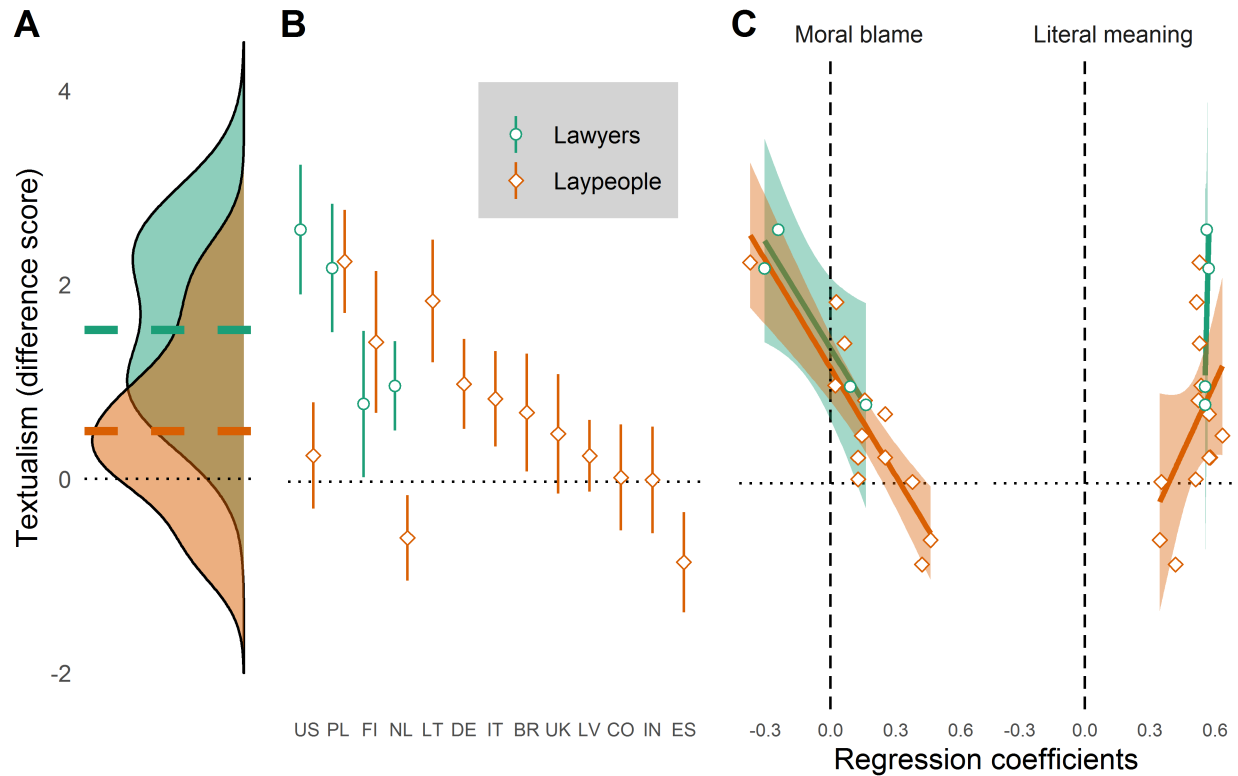 A
B
C
Moral blame
Literal meaning
Textualism (difference score)
4
2
0
-2
Lawyers
Laypeople
US PL FI NL LT DE IT BR UK LV CO IN ES
-0.3 0.0 0.3 0.6 -0.3 0.0 0.3 0.6
Regression coefficients